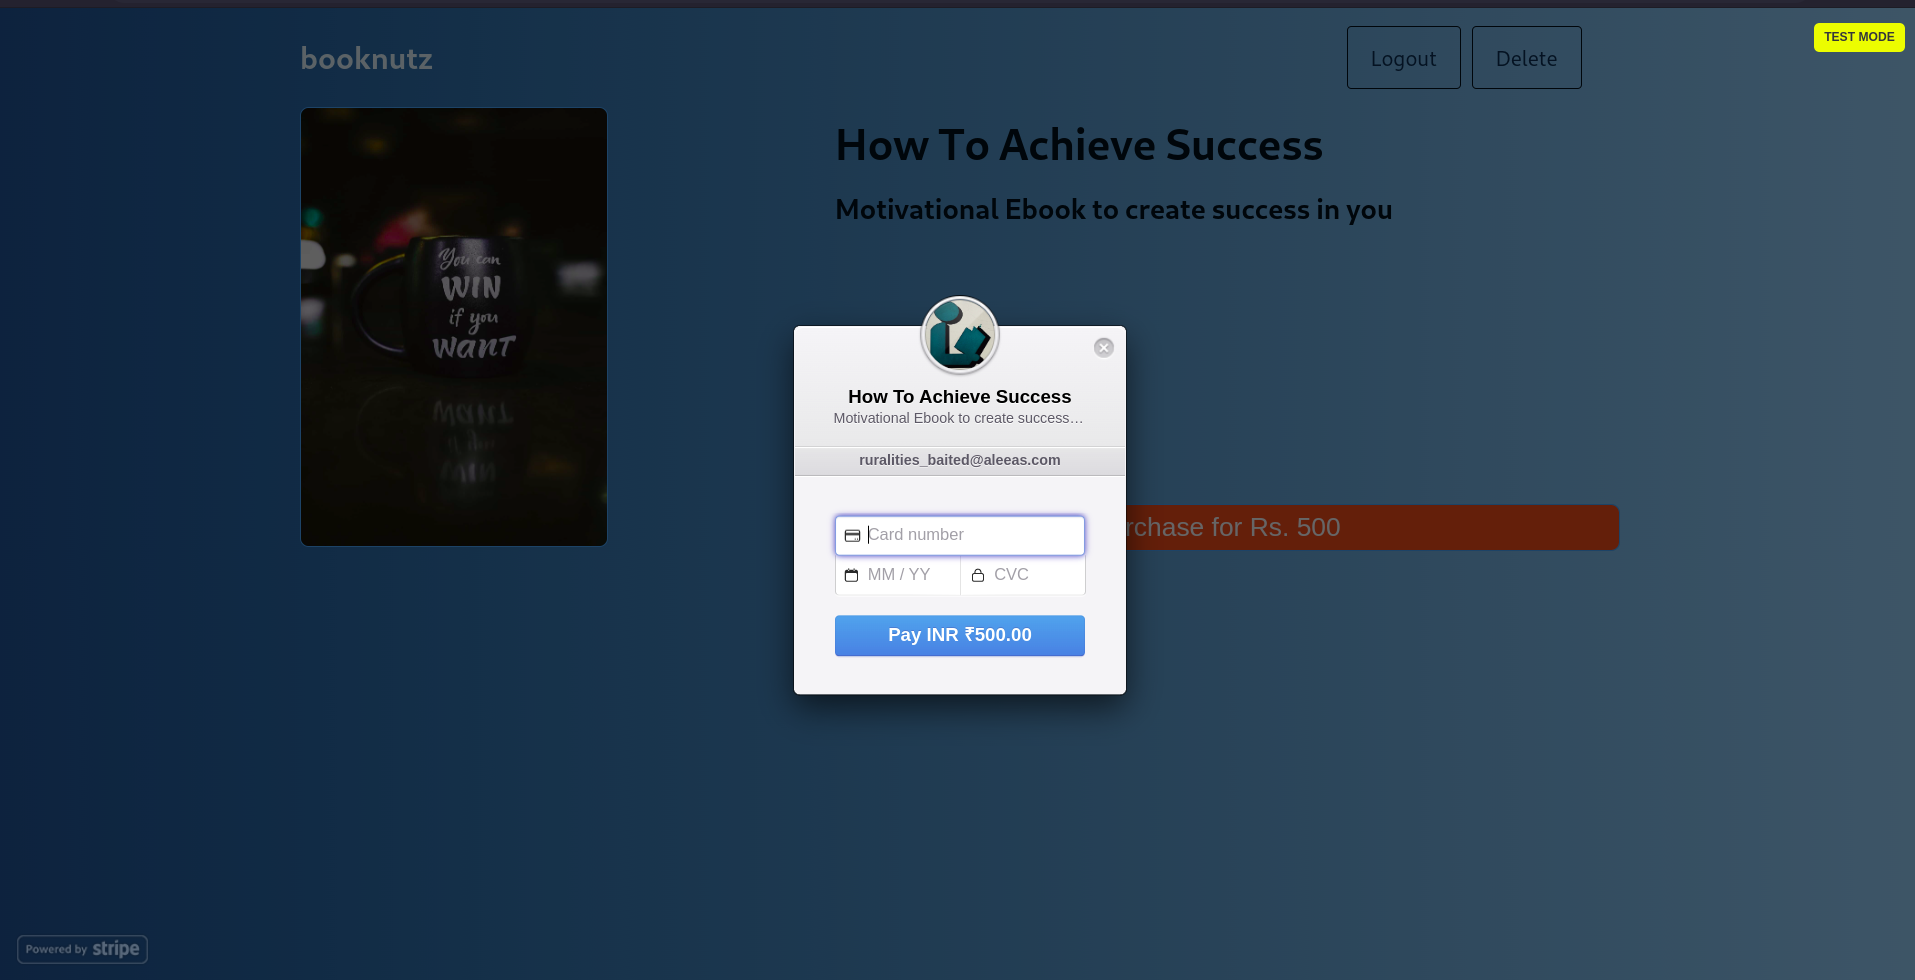 booknutz
Logout
Delete
TEST MODE
How To Achieve Success
Motivational Ebook to create success in you
You can
WIN
if you
WANT
How To Achieve Success
Motivational Ebook to create success…
ruralities_baited@aleeas.com
Card number
MM / YY
CVC
rchase for Rs. 500
Pay INR ₹500.00
Powered by stripe